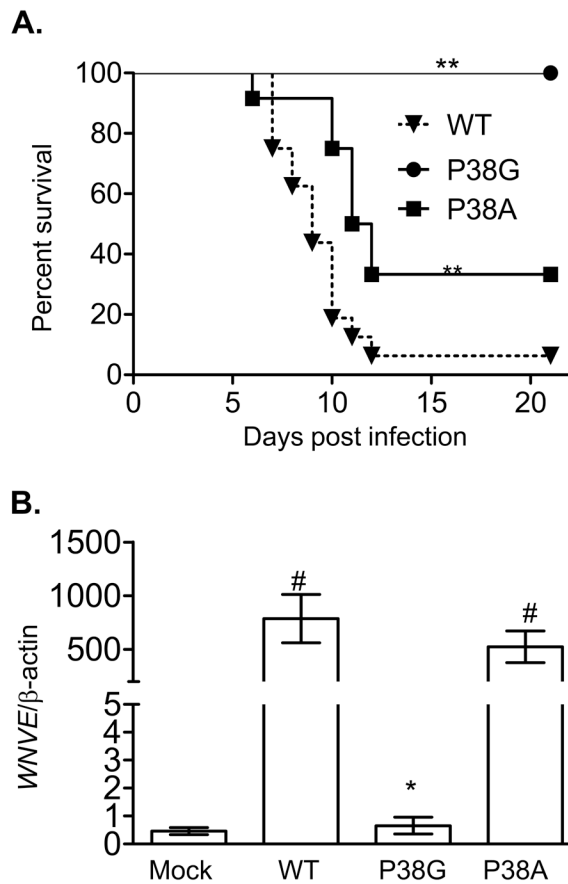 A.
100
80
60
40
20
0
Percent survival
**
WT
P38G
P38A
**
0 5 10 15 20
Days post infection
B.
1500
1000
500
5
4
3
2
1
0
WNVE/β-actin
#
*
#
Mock WT P38G P38A